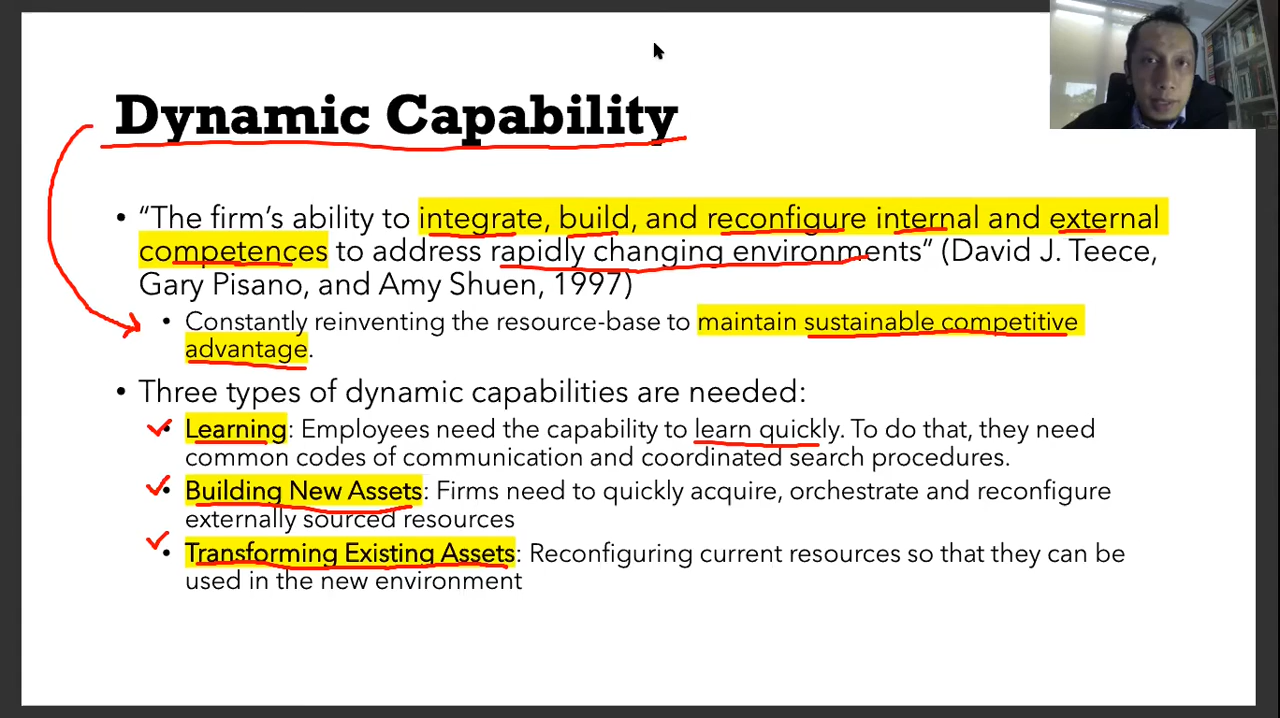 Dynamic Capability
• “The firm’s ability to integrate, build, and reconfigure internal and external
competences to address rapidly changing environments“ (David J. Teece,
Gary Pisano, and Amy Shuen, 1997)
• Constantly reinventing the resource-base to maintain sustainable competitive
advantage.
• Three types of dynamic capabilities are needed:
• Learning: Employees need the capability to learn quickly. To do that, they need
common codes of communication and coordinated search procedures.
• Building New Assets: Firms need to quickly acquire, orchestrate and reconfigure
externally sourced resources
• Transforming Existing Assets: Reconfiguring current resources so that they can be
used in the new environment